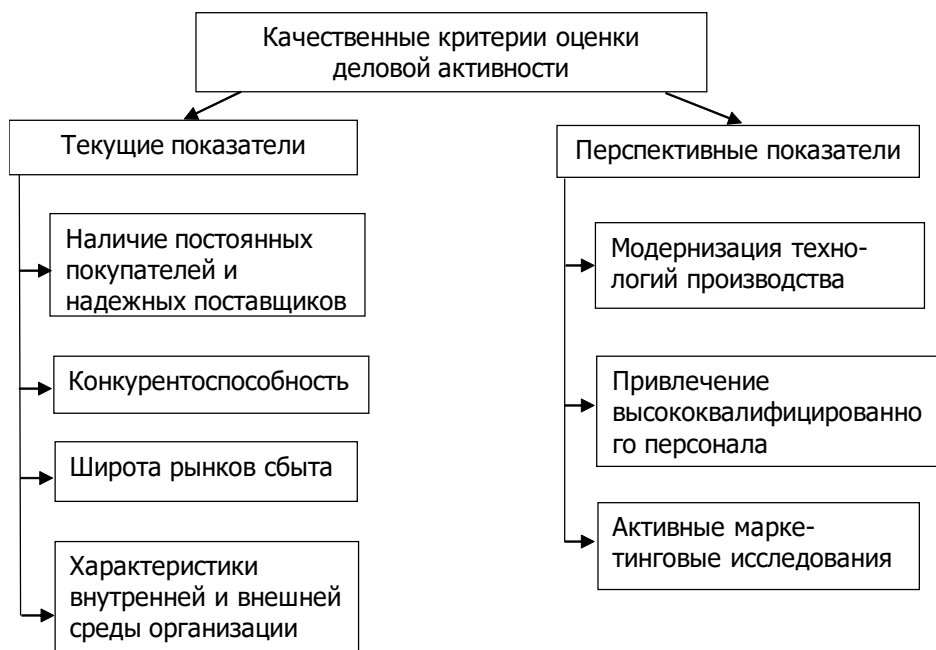 Качественные критерии оценки
деловой активности
Текущие показатели
Наличие постоянных
покупателей и
надежных поставщиков
Конкурентоспособность
Широта рынков сбыта
Характеристики
внутренней и внешней
среды организации
Перспективные показатели
Модернизация техно-
логий производства
Привлечение
высококвалифицированно
го персонала
Активные марке-
тинговые исследования